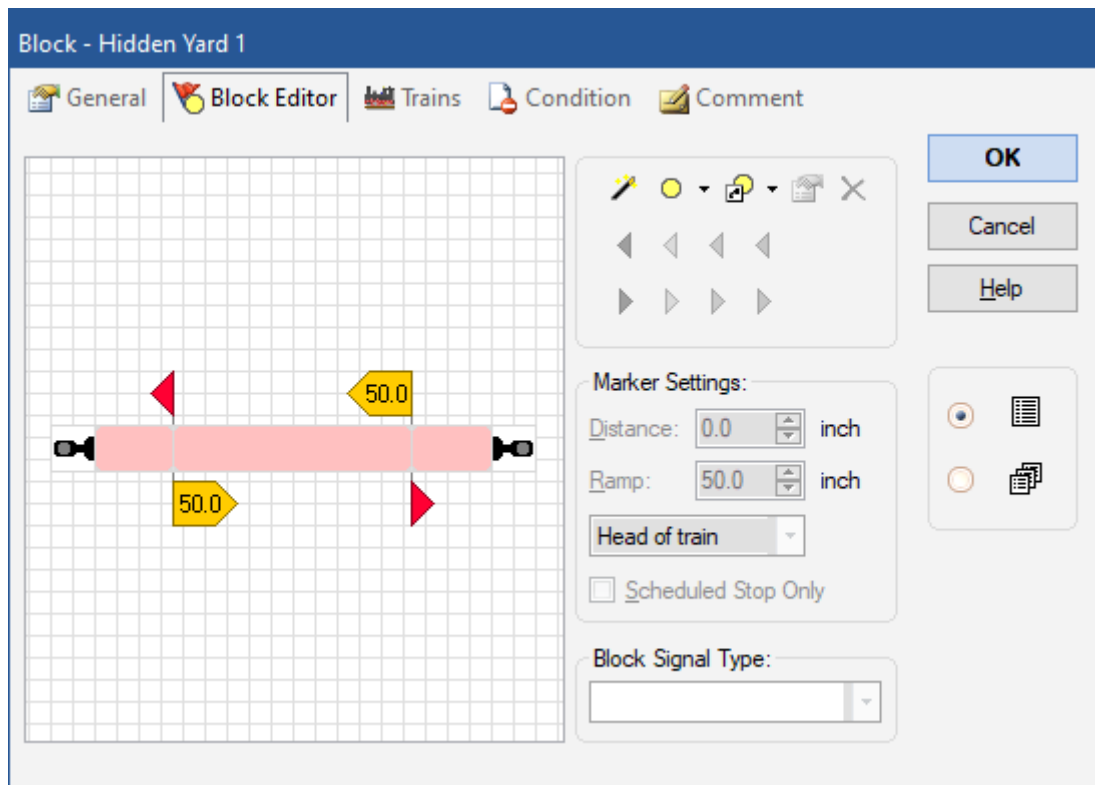 Block - Hidden Yard 1
General Block Editor Trains Condition Comment
OK
Cancel
Help
50.0
50.0
Marker Settings:
Distance: 0.0 inch
Ramp: 50.0 inch
Head of train
Scheduled Stop Only
Block Signal Type: